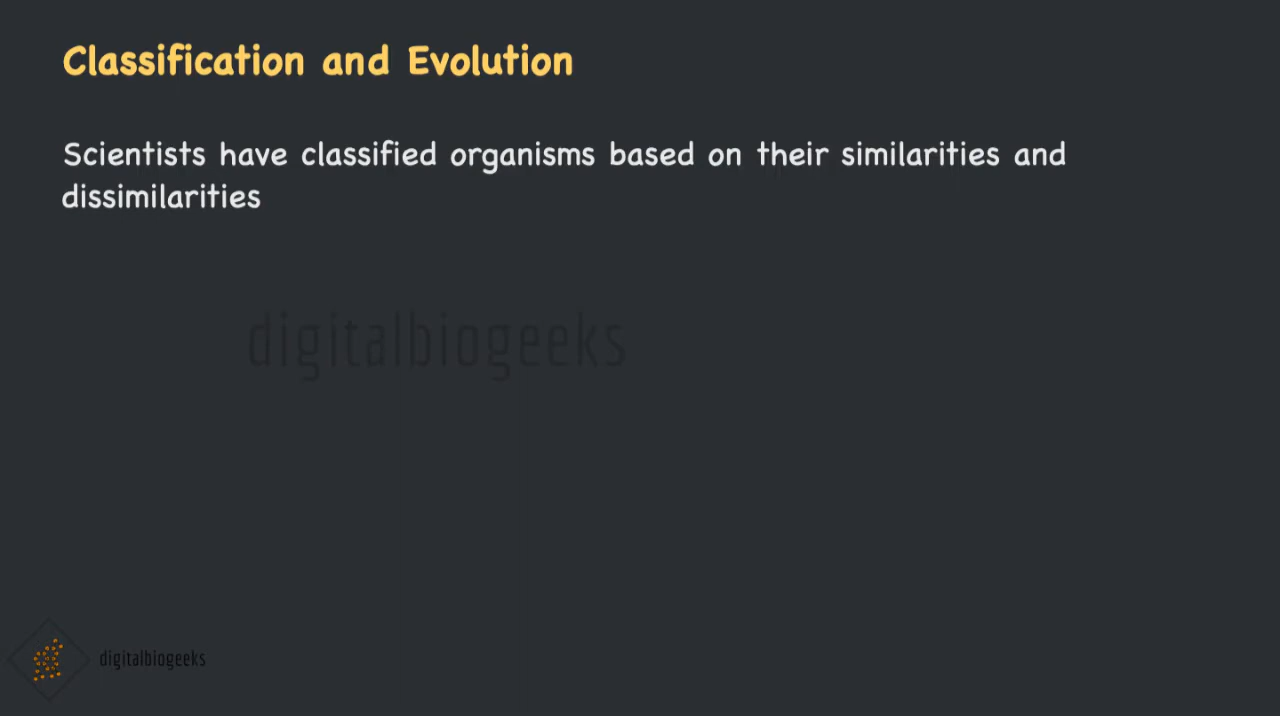 Classification and Evolution
Scientists have classified organisms based on their similarities and
dissimilarities
digitalbiogeeks
digitalbiogeeks